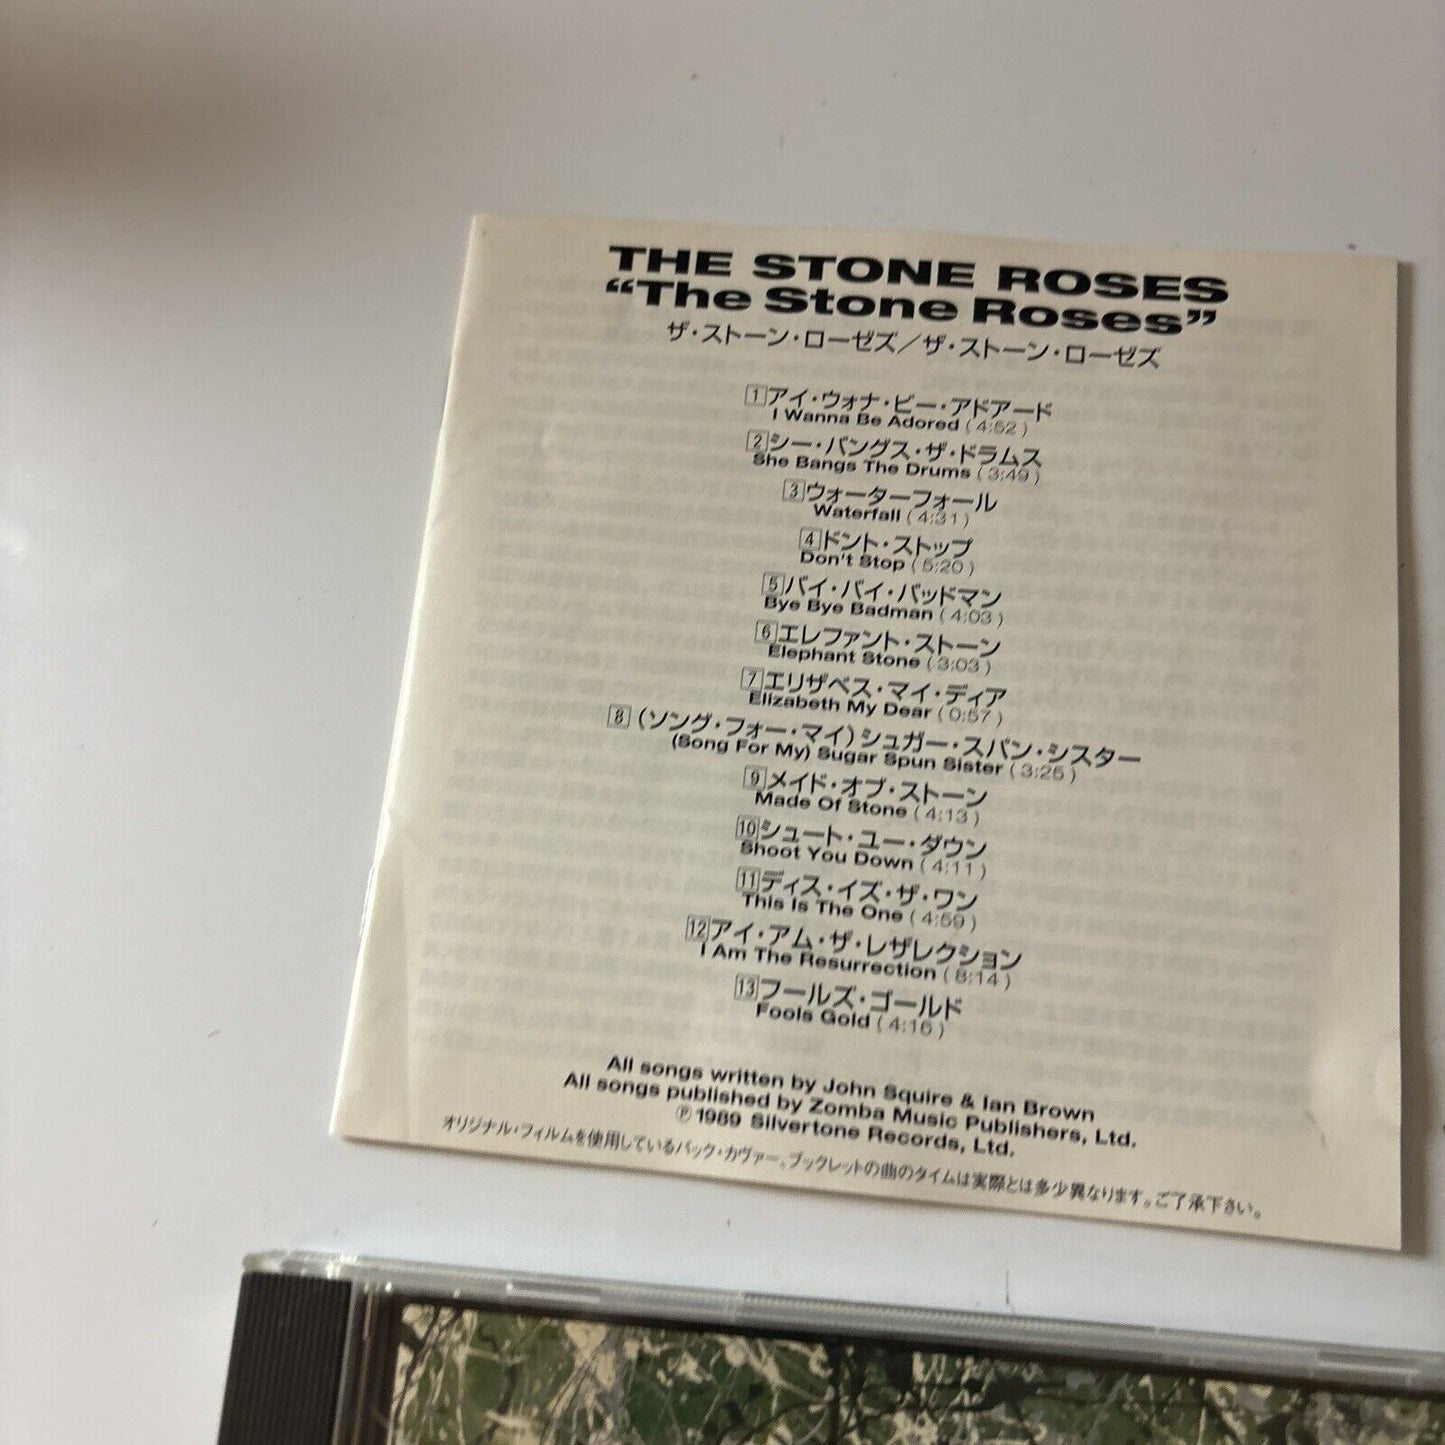 THE STONE ROSES
“The Stone Roses”
ザ・ストーン・ローゼズ／ザ・ストーン・ローゼズ
1 アイ・ウォナ・ビー・アドアード
I Wanna Be Adored (4:52)
2 シー・バングス・ザ・ドラムス
She Bangs The Drums (3:49)
3 ウォーターフォール
Waterfall (4:31)
4 ドント・ストップ
Don't Stop (5:20)
5 バイ・バイ・バッドマン
Bye Bye Badman (4:03)
6 エレファント・ストーン
Elephant Stone (3:03)
7 エリザベス・マイ・ディア
Elizabeth My Dear (0:57)
8 (ソング・フォー・マイ) シュガー・スパン・シスター
(Song For My) Sugar Spun Sister (3:25)
9 メイド・オブ・ストーン
Made Of Stone (4:13)
10 シュート・ユー・ダウン
Shoot You Down (4:11)
11 ディス・イズ・ザ・ワン
This Is The One (4:59)
12 アイ・アム・ザ・レザレクション
I Am The Resurrection (8:14)
13 フールズ・ゴールド
Fools Gold (4:16)
All songs written by John Squire & Ian Brown
All songs published by Zomba Music Publishers, Ltd.
℗ 1989 Silvertone Records, Ltd.
オリジナル・フィルムを使用しているバック・カヴァー、ブックレットの曲のタイムは実際とは多少異なります。ご了承下さい。